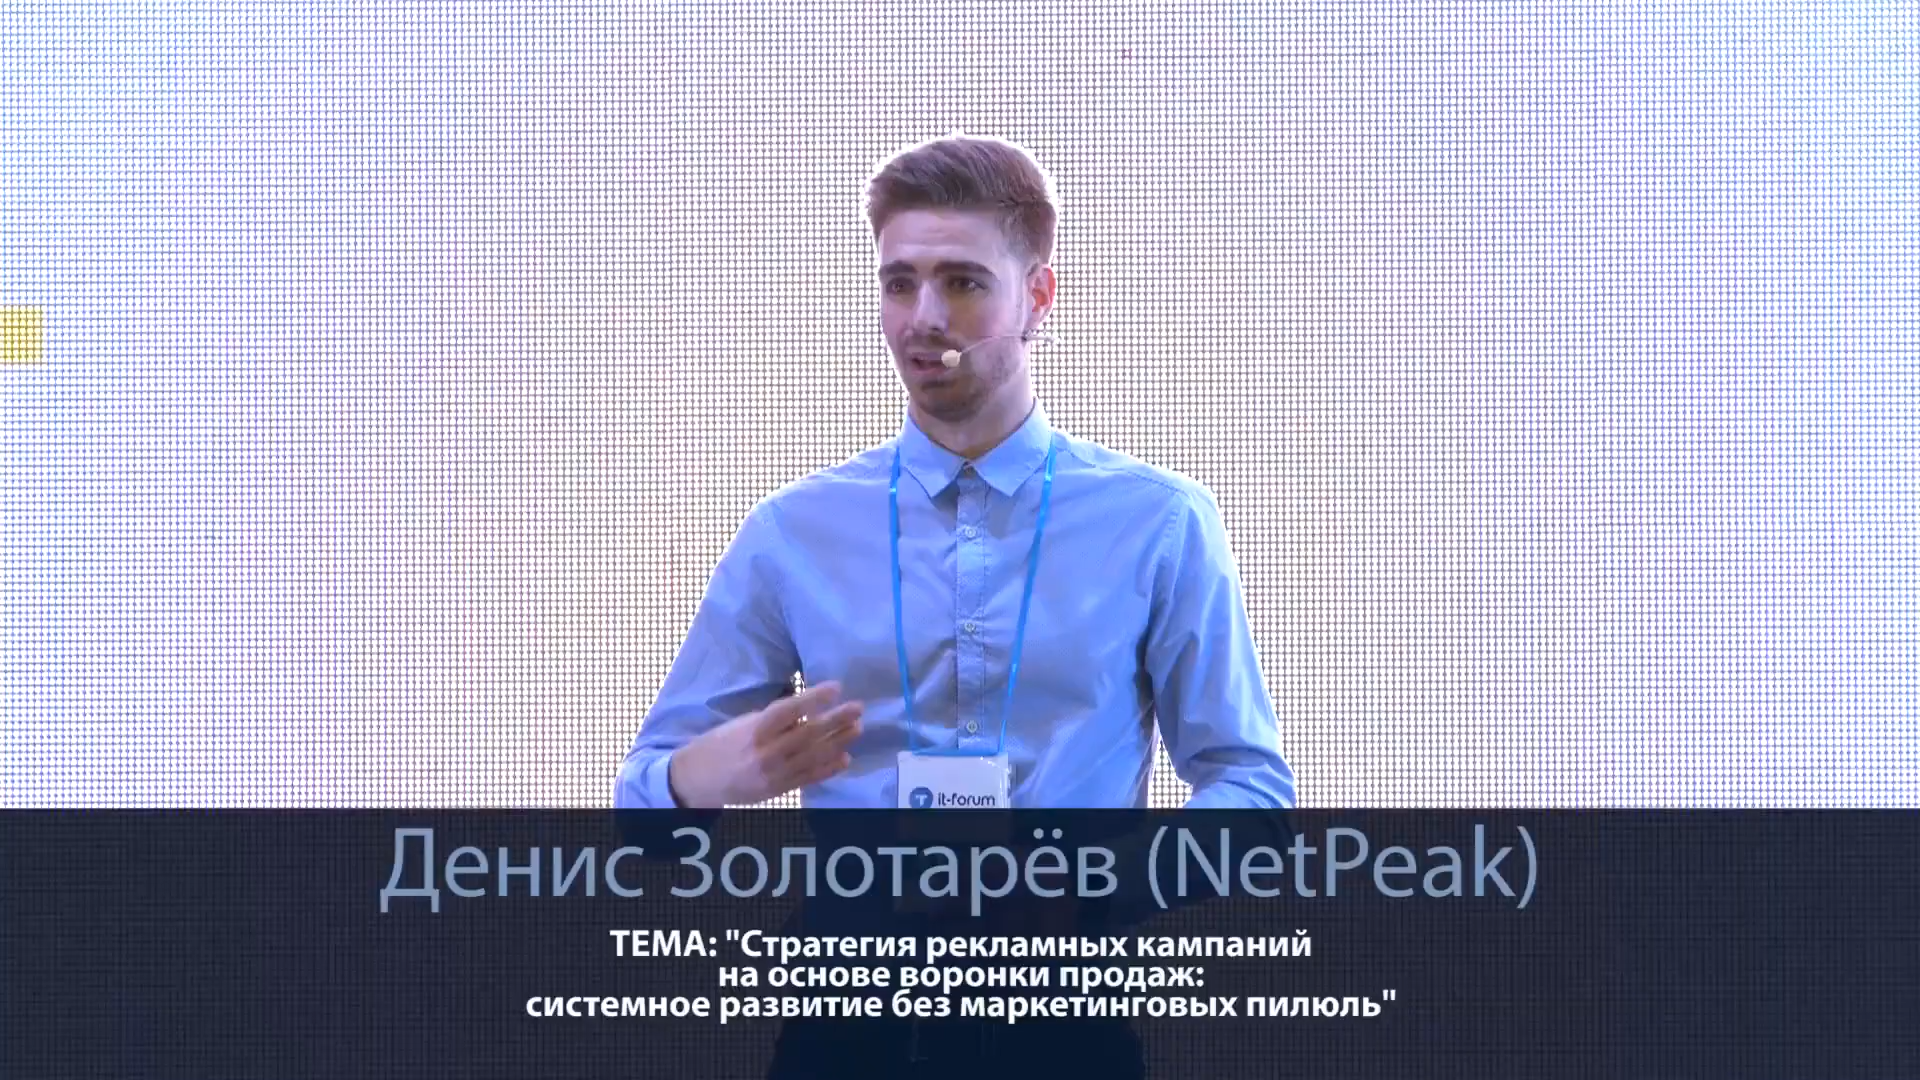 it-forum
Денис Золотарёв (NetPeak)
ТЕМА: "Стратегия рекламных кампаний
на основе воронки продаж:
системное развитие без маркетинговых пилюль"